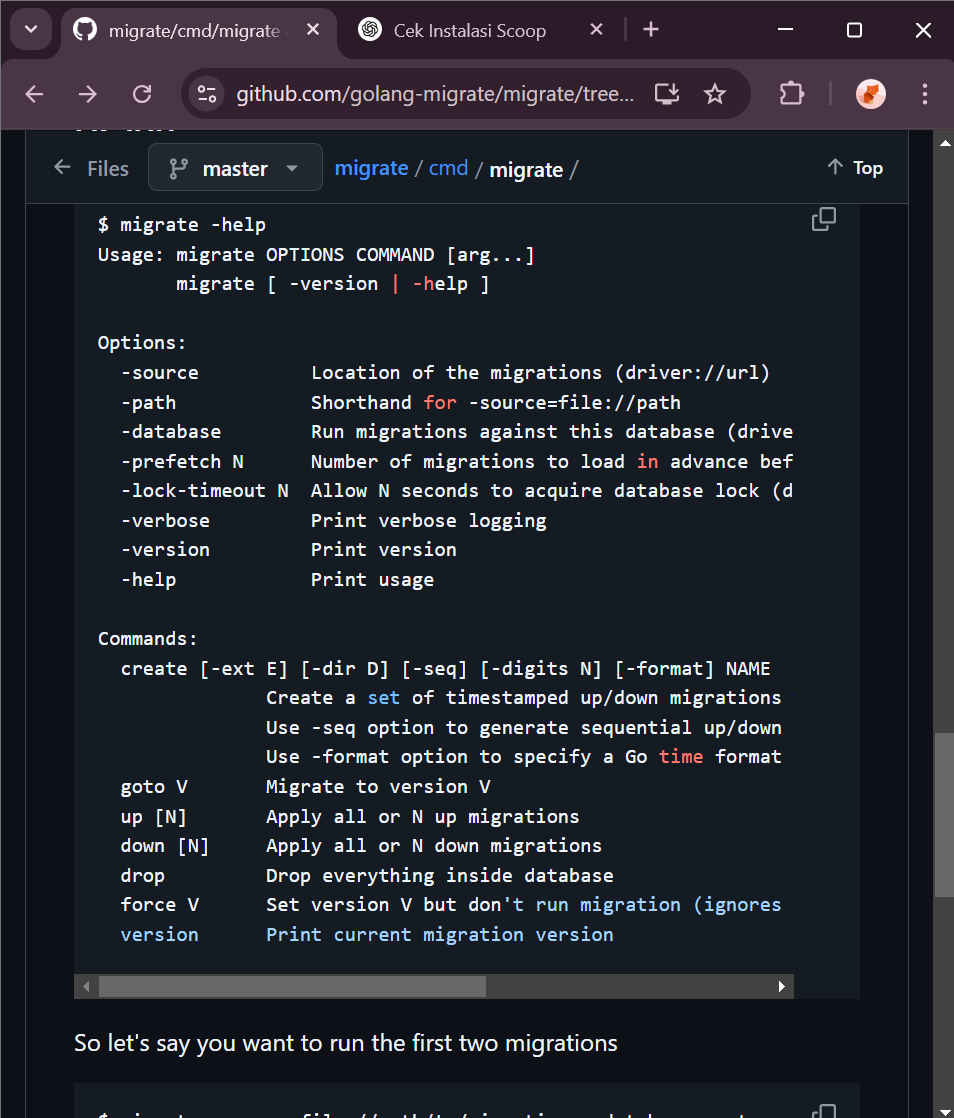 migrate/cmd/migrate
Cek Instalasi Scoop
github.com/golang-migrate/migrate/tree...
Files
master
migrate / cmd / migrate /
Top
$ migrate -help
Usage: migrate OPTIONS COMMAND [arg...]
migrate [ -version | -help ]
Options:
-source Location of the migrations (driver://url)
-path Shorthand for -source=file://path
-database Run migrations against this database (drive
-prefetch N Number of migrations to load in advance bef
-lock-timeout N Allow N seconds to acquire database lock (d
-verbose Print verbose logging
-version Print version
-help Print usage
Commands:
create [-ext E] [-dir D] [-seq] [-digits N] [-format] NAME
Create a set of timestamped up/down migrations
Use -seq option to generate sequential up/down
Use -format option to specify a Go time format
goto V Migrate to version V
up [N] Apply all or N up migrations
down [N] Apply all or N down migrations
drop Drop everything inside database
force V Set version V but don't run migration (ignores
version Print current migration version
So let's say you want to run the first two migrations